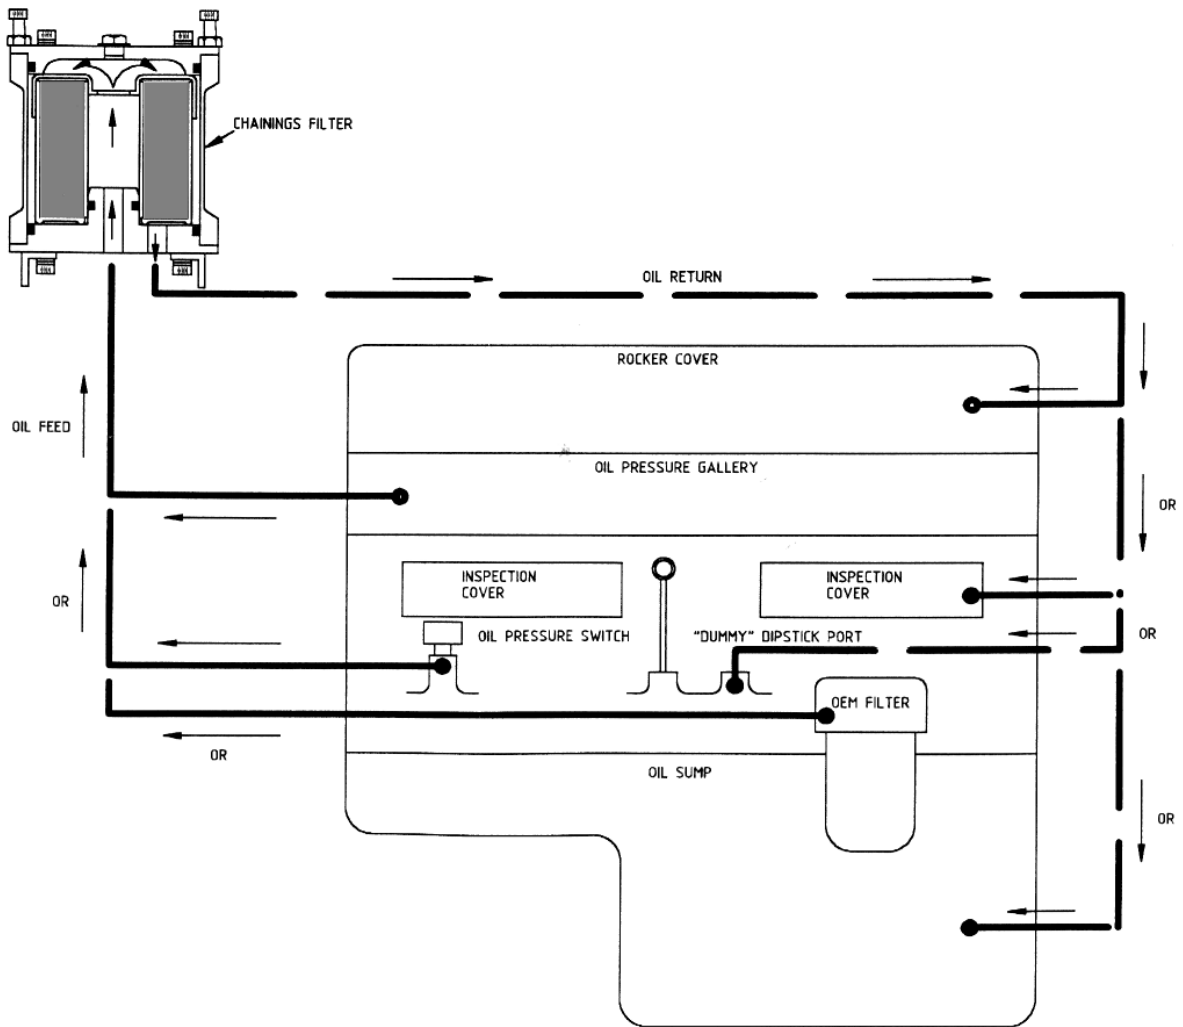 CHAININGS FILTER
OIL RETURN
ROCKER COVER
OIL FEED
OIL PRESSURE GALLERY
OR
INSPECTION
COVER
INSPECTION
COVER
OR
OIL PRESSURE SWITCH
"DUMMY" DIPSTICK PORT
OR
OEM FILTER
OR
OIL SUMP
OR